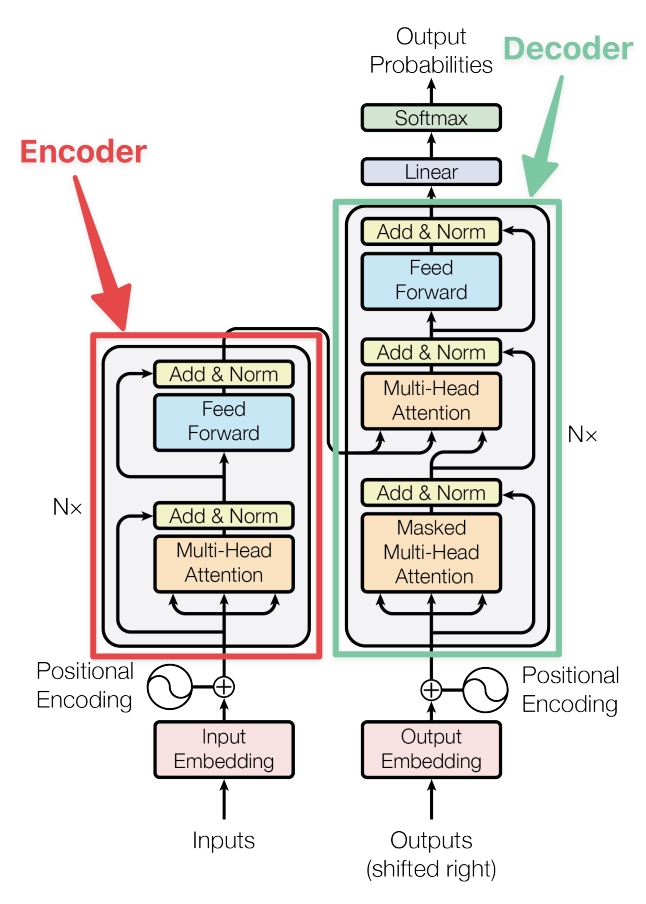 Output
Probabilities
Decoder
Softmax
Encoder
Linear
Add & Norm
Feed
Forward
Add & Norm
Multi-Head
Attention
Nx
Add & Norm
Masked
Multi-Head
Attention
Add & Norm
Feed
Forward
Nx
Add & Norm
Multi-Head
Attention
Positional
Encoding
Positional
Encoding
Input
Embedding
Output
Embedding
Inputs
Outputs
(shifted right)